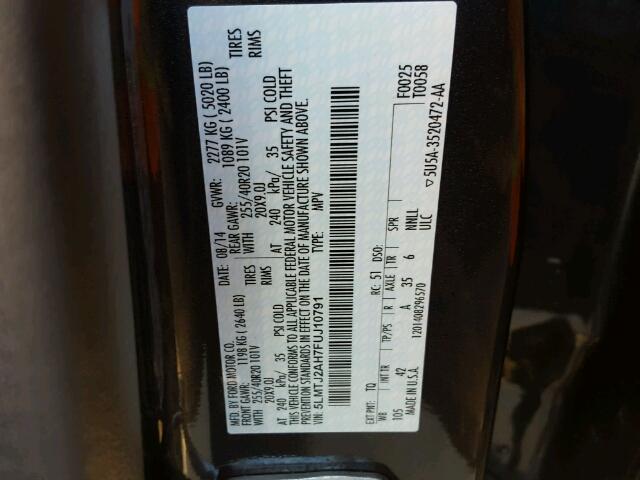 MFD. BY FORD MOTOR CO.
DATE: 08/14 GVWR: 2277 KG ( 5020 LB)
FRONT GAWR: 1198 KG ( 2640 LB) REAR GAWR: 1089 KG ( 2400 LB)
WITH 255/40R20 101V TIRES WITH 255/40R20 101V TIRES
20X9.0J RIMS 20X9.0J RIMS
AT 240 kPa/ 35 PSI COLD AT 240 kPa/ 35 PSI COLD
THIS VEHICLE CONFORMS TO ALL APPLICABLE FEDERAL MOTOR VEHICLE SAFETY AND THEFT
PREVENTION STANDARDS IN EFFECT ON THE DATE OF MANUFACTURE SHOWN ABOVE.
VIN: 5LMTJ2AH7FUJ10791 TYPE: MPV
F0025
T0058
EXT PNT: TQ RC: 51 DSO:
WB INT TR TP/PS R AXLE TR SPR
105 42 A 35 6 NNLL
ULC
MADE IN U.S.A. 1201408296570 ▽5U5A-3520472-AA